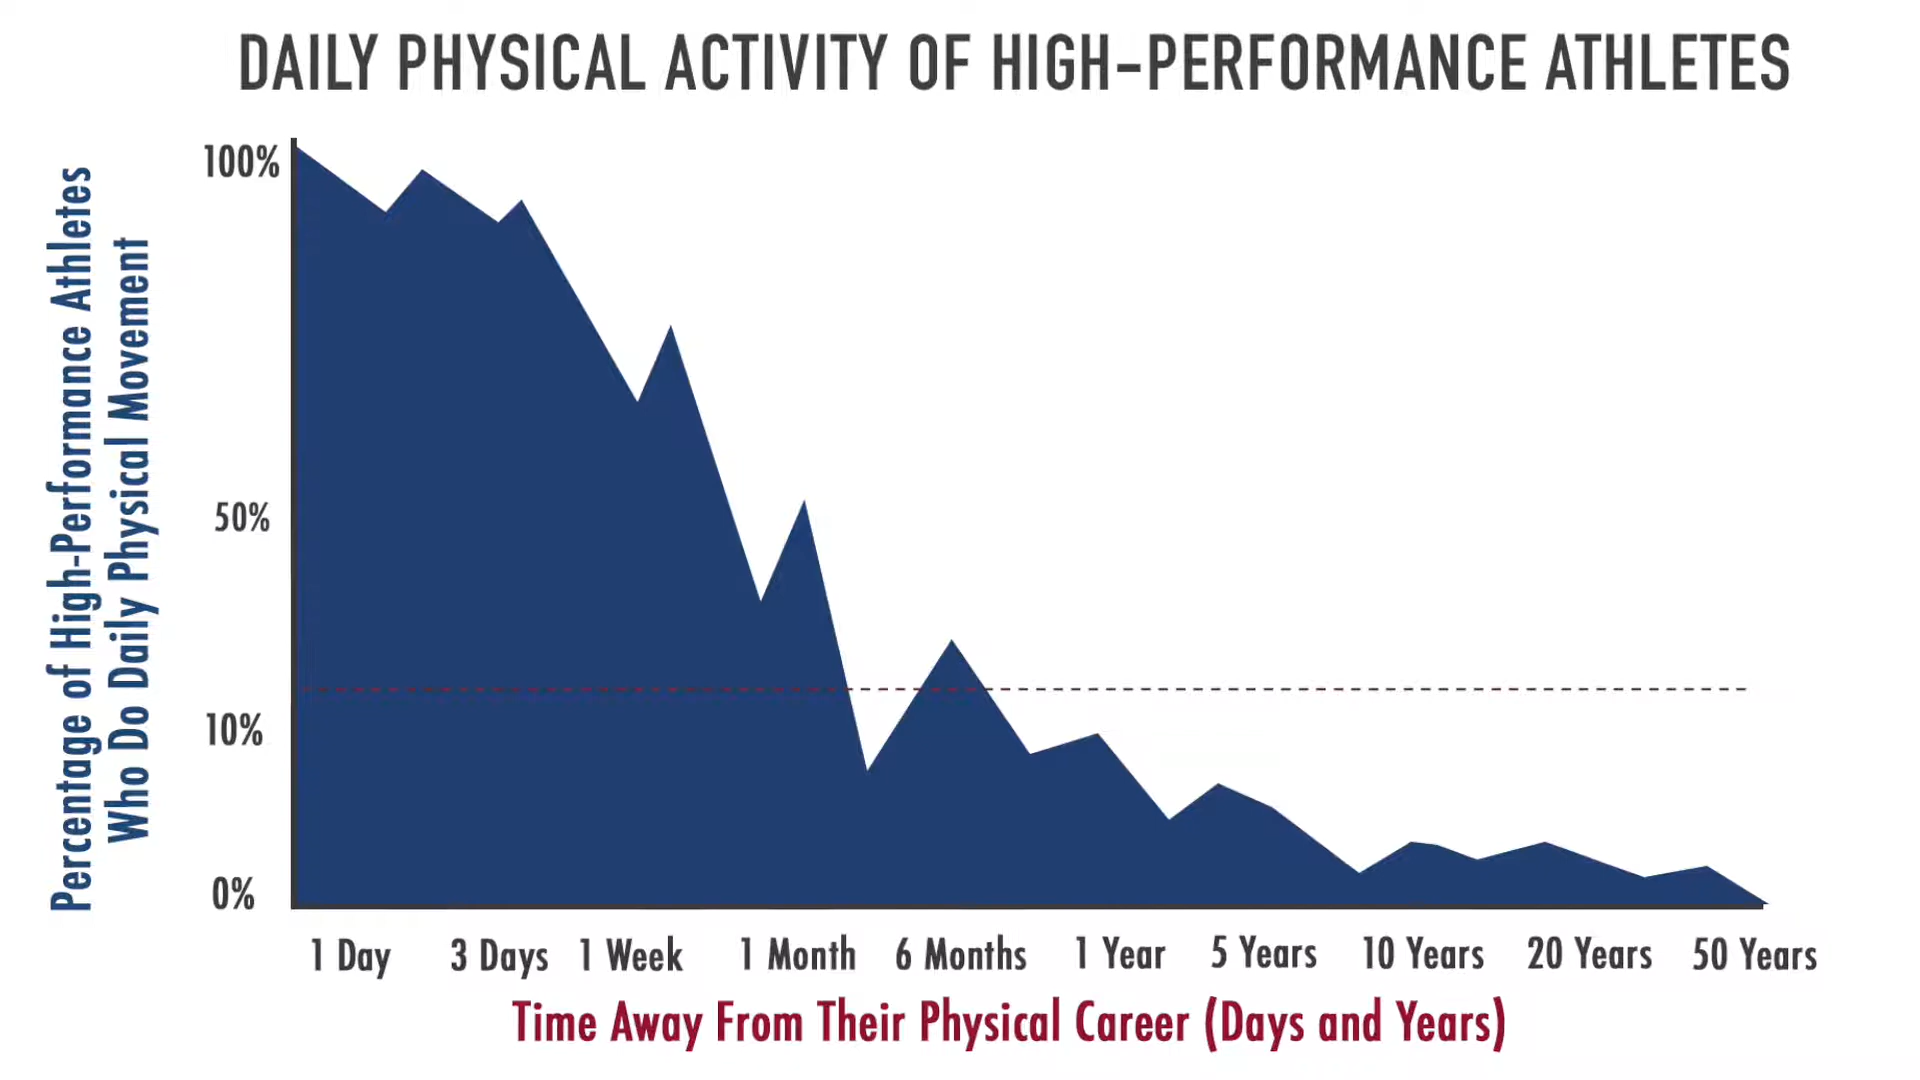 DAILY PHYSICAL ACTIVITY OF HIGH-PERFORMANCE ATHLETES
Percentage of High-Performance Athletes
Who Do Daily Physical Movement
100%
50%
10%
0%
1 Day
3 Days
1 Week
1 Month
6 Months
1 Year
5 Years
10 Years
20 Years
50 Years
Time Away From Their Physical Career (Days and Years)